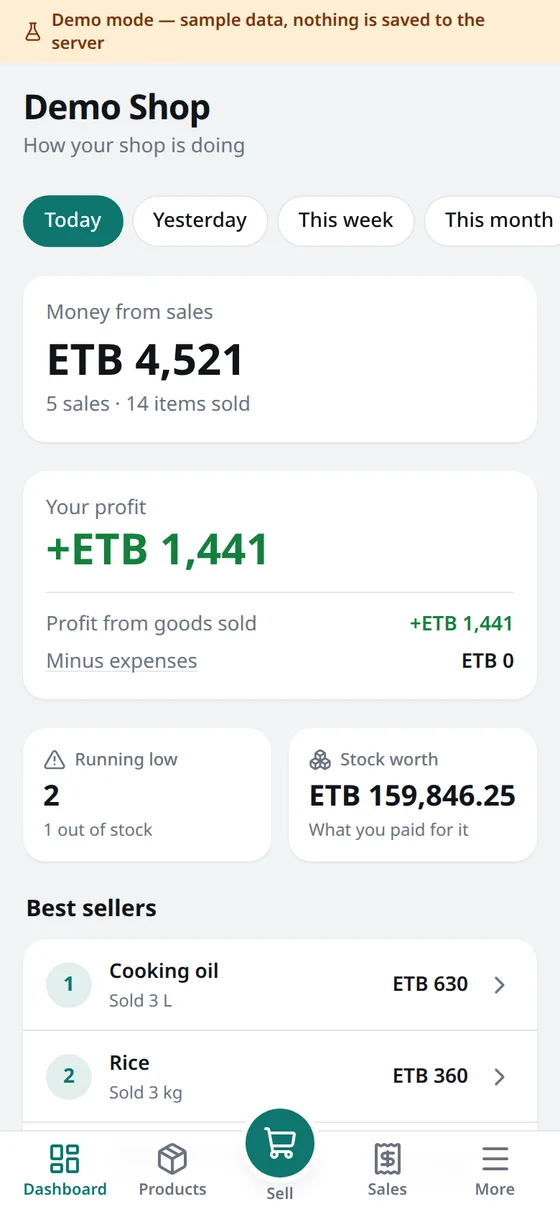 Demo mode — sample data, nothing is saved to the
server
Demo Shop
How your shop is doing
Today
Yesterday
This week
This month
Money from sales
ETB 4,521
5 sales · 14 items sold
Your profit
+ETB 1,441
Profit from goods sold
+ETB 1,441
Minus expenses
ETB 0
Running low
2
1 out of stock
Stock worth
ETB 159,846.25
What you paid for it
Best sellers
1
Cooking oil
Sold 3 L
ETB 630
2
Rice
Sold 3 kg
ETB 360
Dashboard
Products
Sell
Sales
More